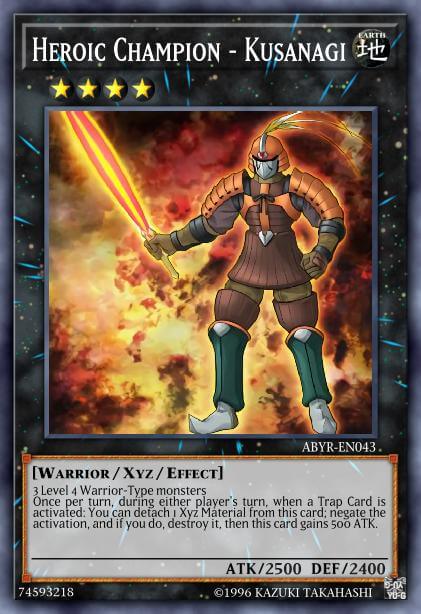 HEROIC CHAMPION - KUSANAGI
EARTH
地
ABYR-EN043
[WARRIOR / XYZ / EFFECT]
3 Level 4 Warrior-Type monsters
Once per turn, during either player's turn, when a Trap Card is
activated: You can detach 1 Xyz Material from this card; negate the
activation, and if you do, destroy it, then this card gains 500 ATK.
ATK/2500 DEF/2400
74593218
©1996 KAZUKI TAKAHASHI